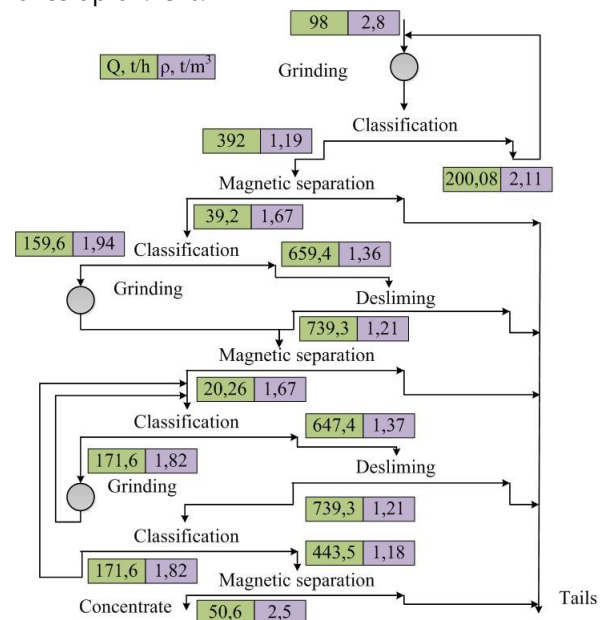 98 2,8
Q, t/h ρ, t/m³
Grinding
Classification
392 1,19
200,08 2,11
Magnetic separation
39,2 1,67
159,6 1,94
Classification
659,4 1,36
Grinding
Desliming
739,3 1,21
Magnetic separation
20,26 1,67
Classification
647,4 1,37
171,6 1,82
Desliming
Grinding
739,3 1,21
Classification
443,5 1,18
171,6 1,82
Magnetic separation
Tails
Concentrate
50,6 2,5